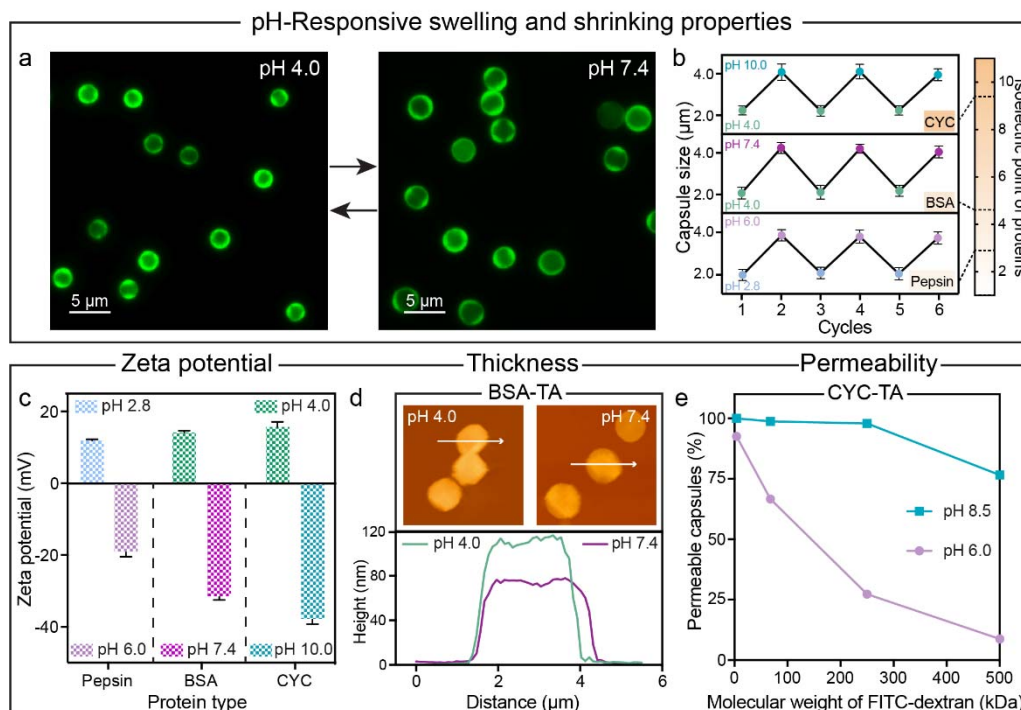 pH-Responsive swelling and shrinking properties
a
pH 4.0
5 μm
pH 7.4
5 μm
b
Capsule size (μm)
pH 10.0
4.0
2.0
pH 4.0
CYC
pH 7.4
4.0
2.0
pH 4.0
BSA
pH 6.0
4.0
2.0
pH 2.8
Pepsin
1 2 3 4 5 6
Cycles
10
8
6
4
2
Isoelectric point of proteins
Zeta potential
c
Zeta potential (mV)
20
0
-20
-40
pH 2.8
pH 4.0
pH 6.0
pH 7.4
pH 10.0
Pepsin BSA CYC
Protein type
Thickness
d
BSA-TA
pH 4.0
pH 7.4
Height (nm)
120
80
40
0
pH 4.0
pH 7.4
0 2 4 6
Distance (μm)
Permeability
e
CYC-TA
Permeable capsules (%)
100
75
50
25
0
pH 8.5
pH 6.0
0 100 200 300 400 500
Molecular weight of FITC-dextran (kDa)